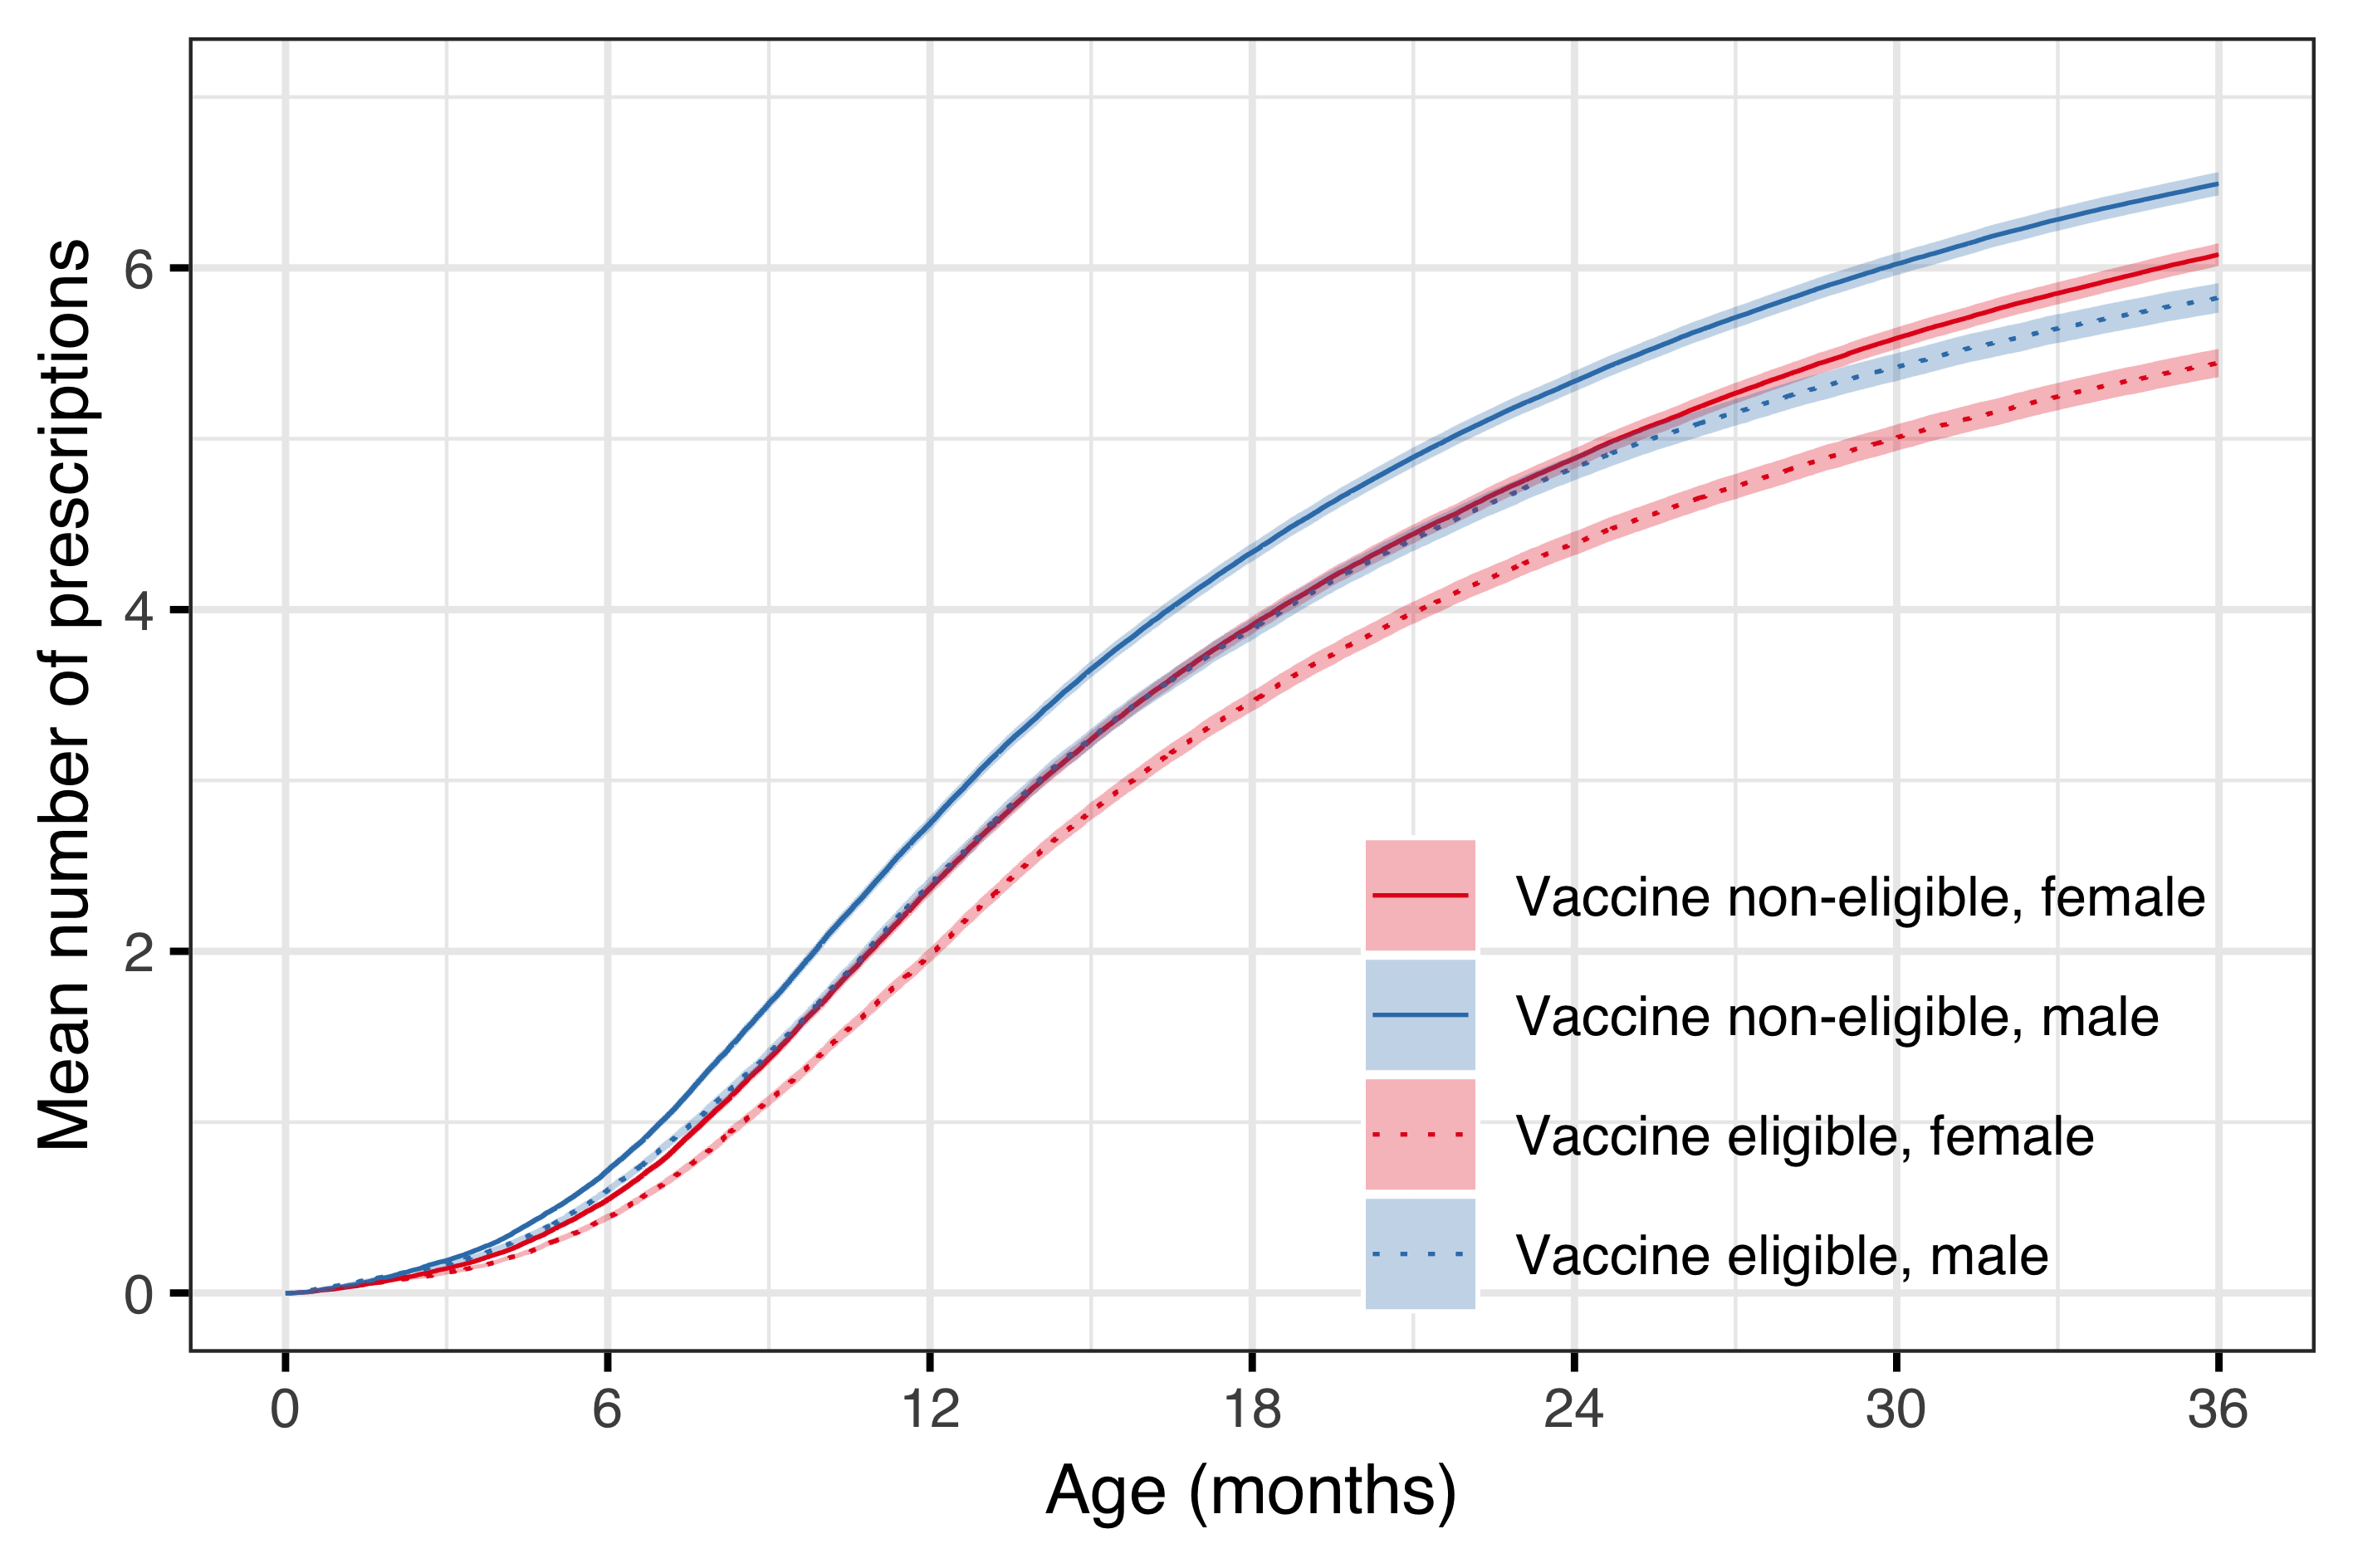 Mean number of prescriptions
6
4
2
0
Vaccine non-eligible, female
Vaccine non-eligible, male
Vaccine eligible, female
Vaccine eligible, male
0 6 12 18 24 30 36
Age (months)